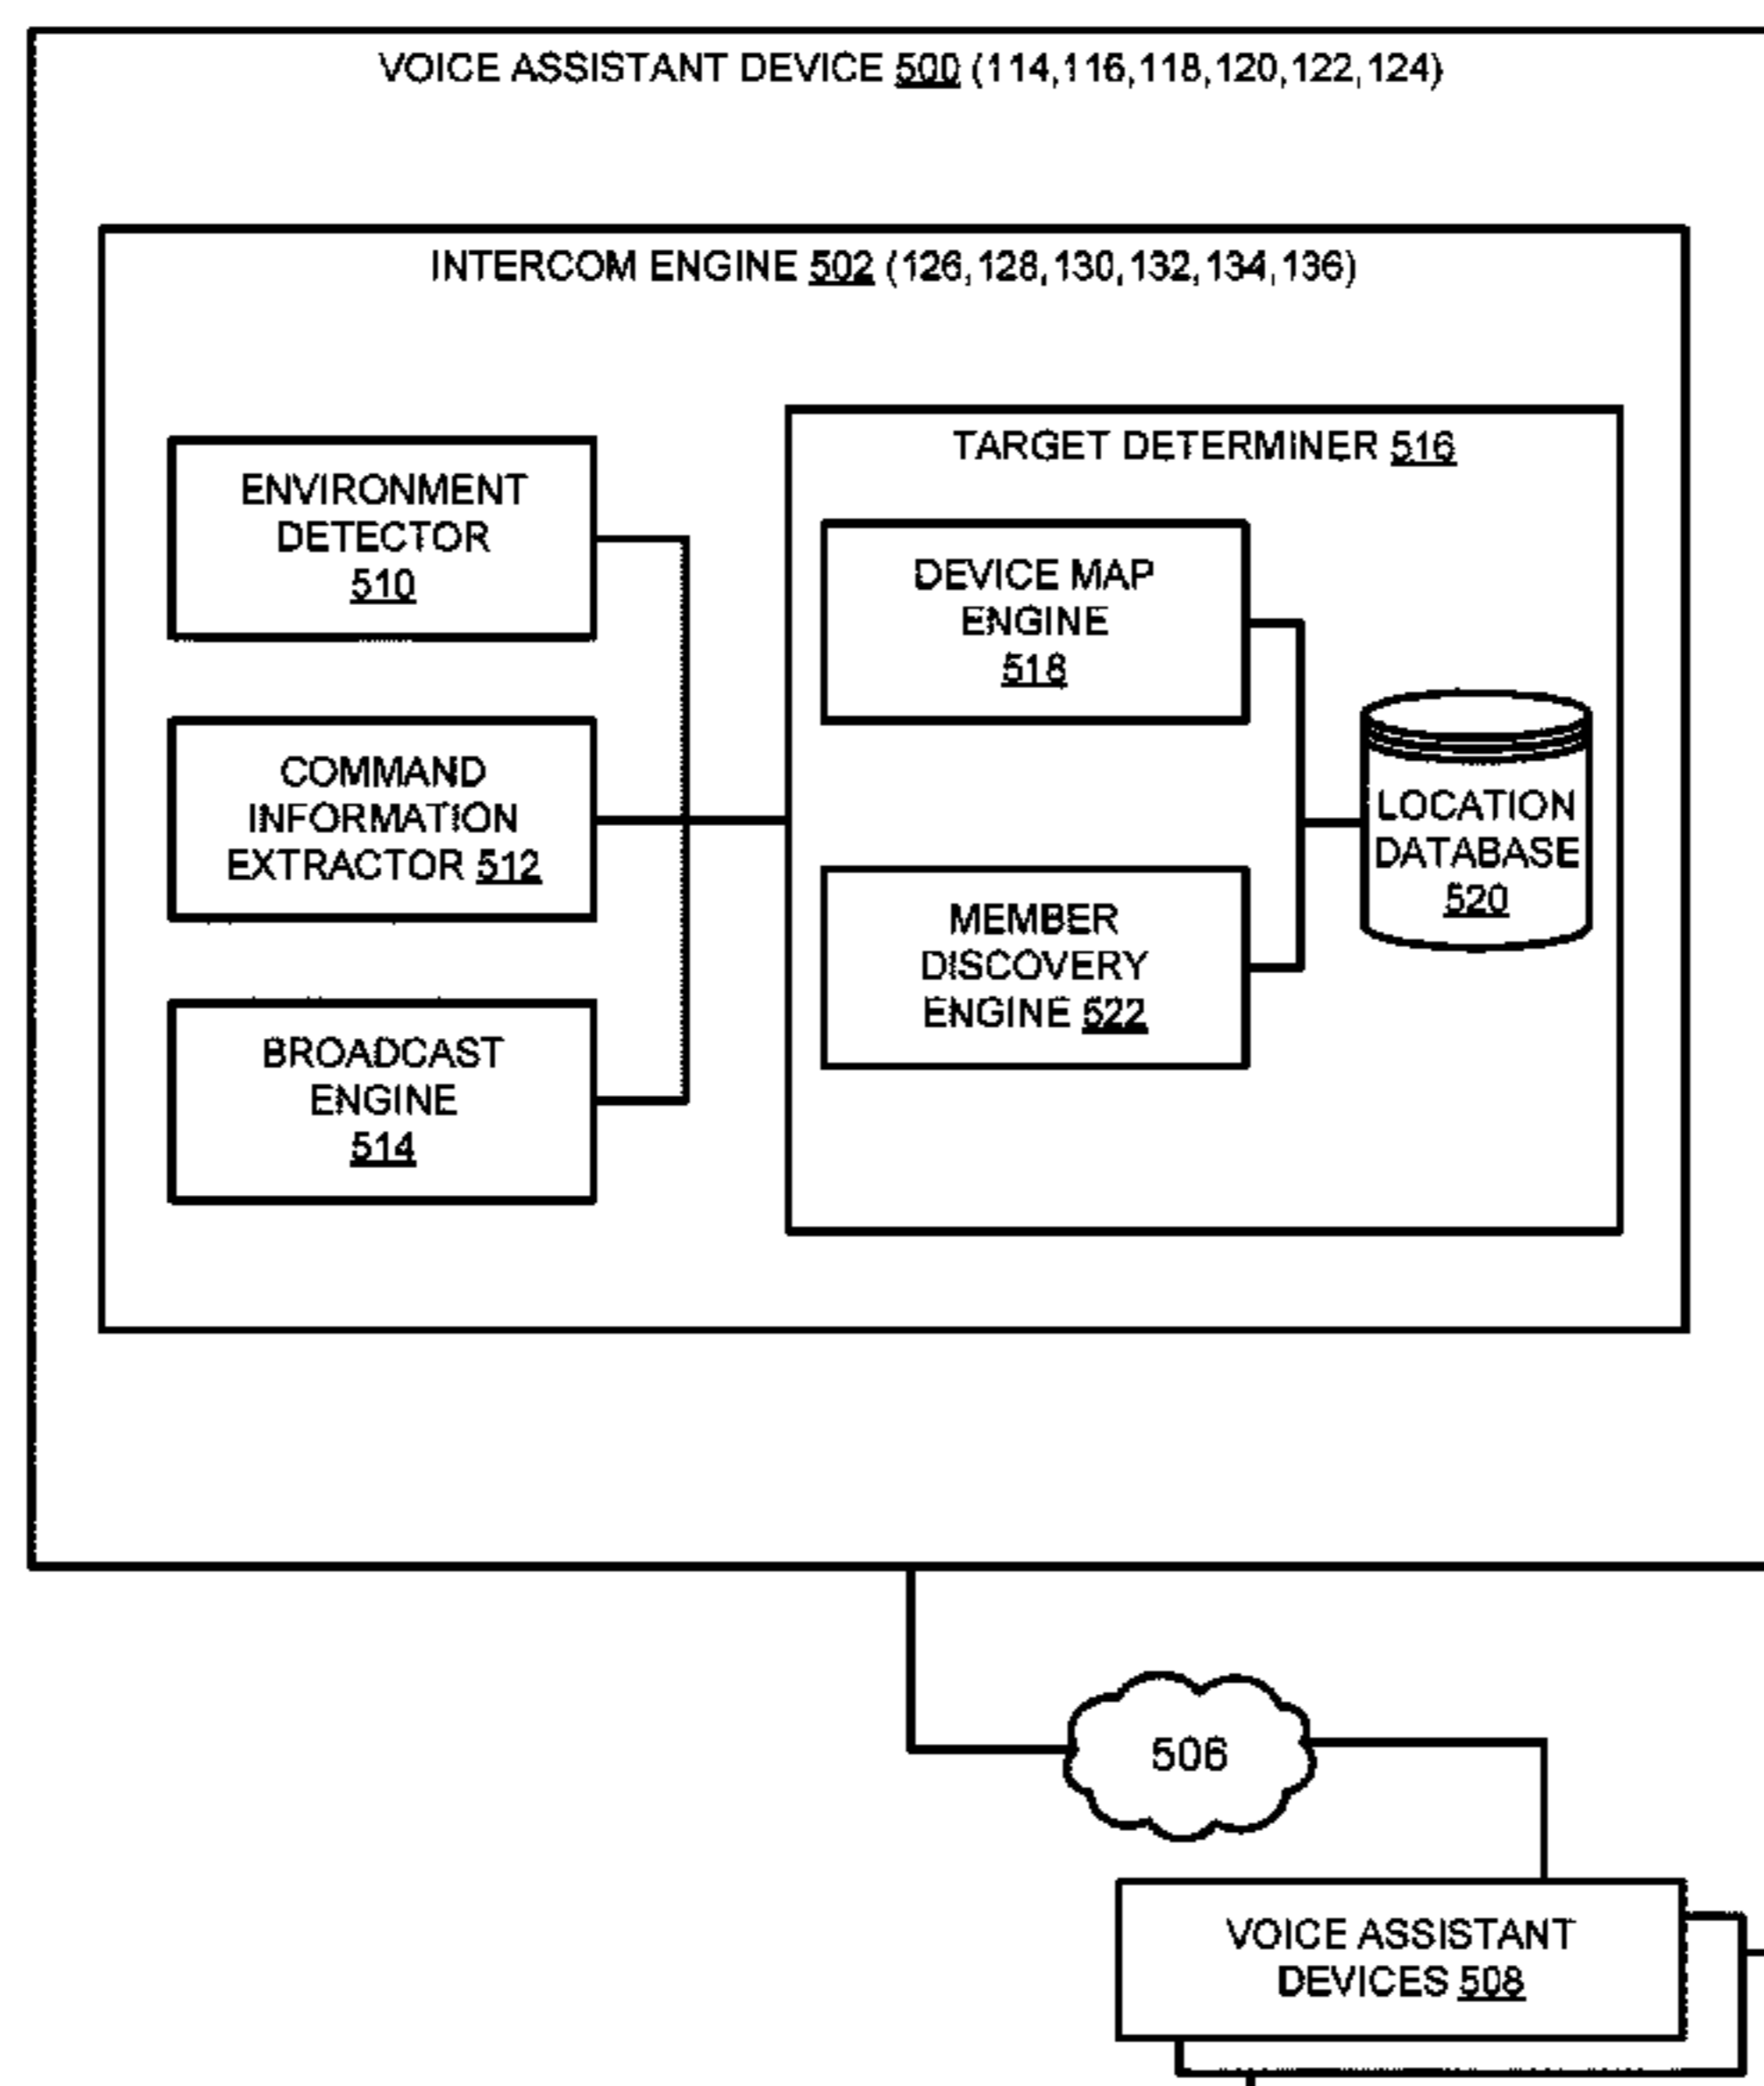 VOICE ASSISTANT DEVICE 500 (114,116,118,120,122,124)
INTERCOM ENGINE 502 (126,128,130,132,134,136)
ENVIRONMENT
DETECTOR
510
COMMAND
INFORMATION
EXTRACTOR 512
BROADCAST
ENGINE
514
TARGET DETERMINER 516
DEVICE MAP
ENGINE
518
MEMBER
DISCOVERY
ENGINE 522
LOCATION
DATABASE
520
506
VOICE ASSISTANT
DEVICES 508